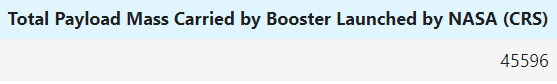 Total Payload Mass Carried by Booster Launched by NASA (CRS)
45596